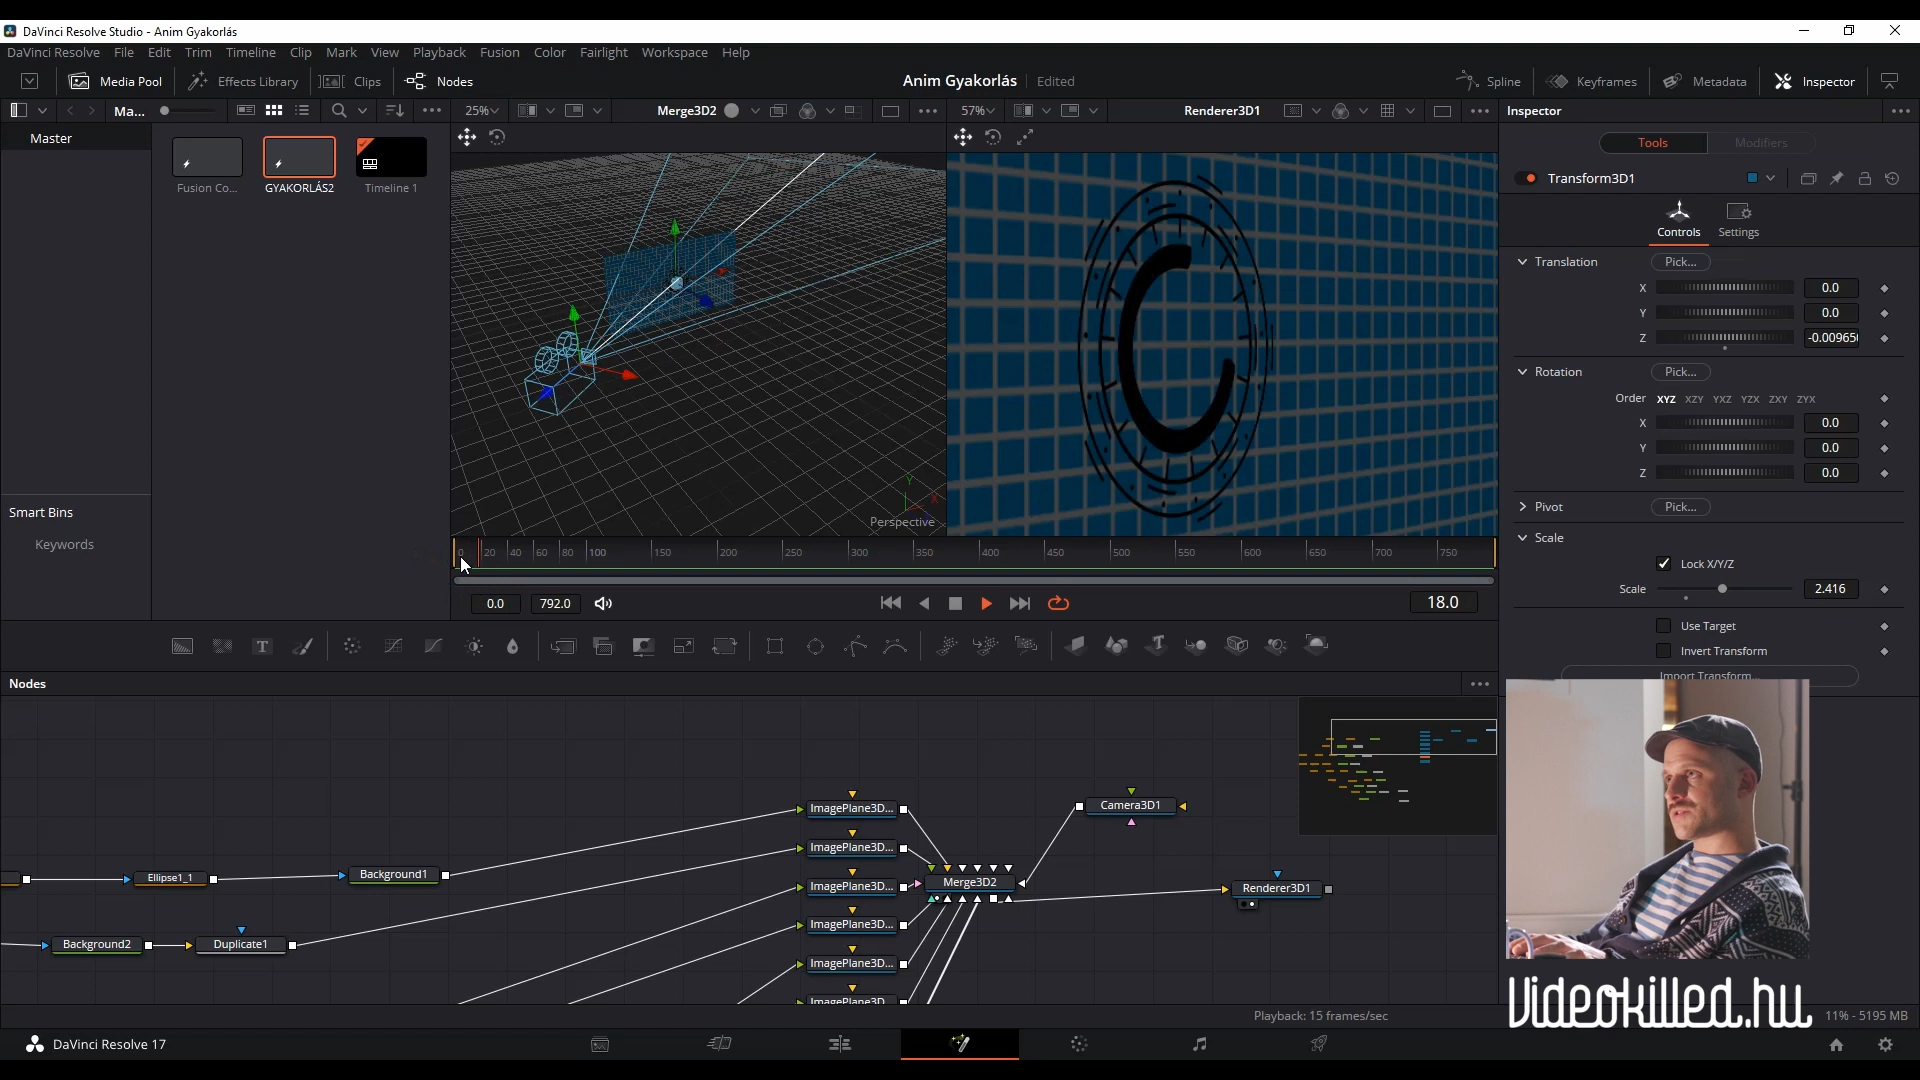 DaVinci Resolve Studio - Anim Gyakorlás
DaVinci Resolve File Edit Trim Timeline Clip Mark View Playback Fusion Color Fairlight Workspace Help
Media Pool Effects Library Clips Nodes Anim Gyakorlás Edited Spline Keyframes Metadata Inspector
Ma... 25% Merge3D2 57% Renderer3D1 Inspector
Master
Fusion Co... GYAKORLÁS2 Timeline 1
Tools Modifiers
Transform3D1
Controls Settings
Translation Pick...
X 0.0
Y 0.0
Z -0.00965
Rotation Pick...
Order XYZ XZY YXZ YZX ZXY ZYX
X 0.0
Y 0.0
Z 0.0
Pivot Pick...
Scale
Lock X/Y/Z
Scale 2.416
Use Target
Invert Transform
Import Transform...
Smart Bins
Keywords
Y
X
Perspective
0 20 40 60 80 100 150 200 250 300 350 400 450 500 550 600 650 700 750
0.0 792.0 18.0
Nodes
ImagePlane3D...
Camera3D1
ImagePlane3D...
Ellipse1_1 Background1
ImagePlane3D... Merge3D2 Renderer3D1
ImagePlane3D...
Background2 Duplicate1
ImagePlane3D...
ImagePlane3D
Videokilled.hu
Playback: 15 frames/sec 11% - 5195 MB
DaVinci Resolve 17